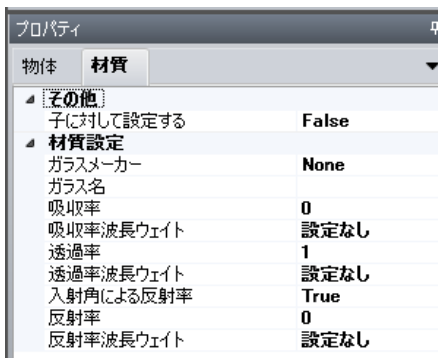 プロパティ
物体 材質
その他
子に対して設定する False
材質設定
ガラスメーカー None
ガラス名
吸収率 0
吸収率波長ウェイト 設定なし
透過率 1
透過率波長ウェイト 設定なし
入射角による反射率 True
反射率 0
反射率波長ウェイト 設定なし